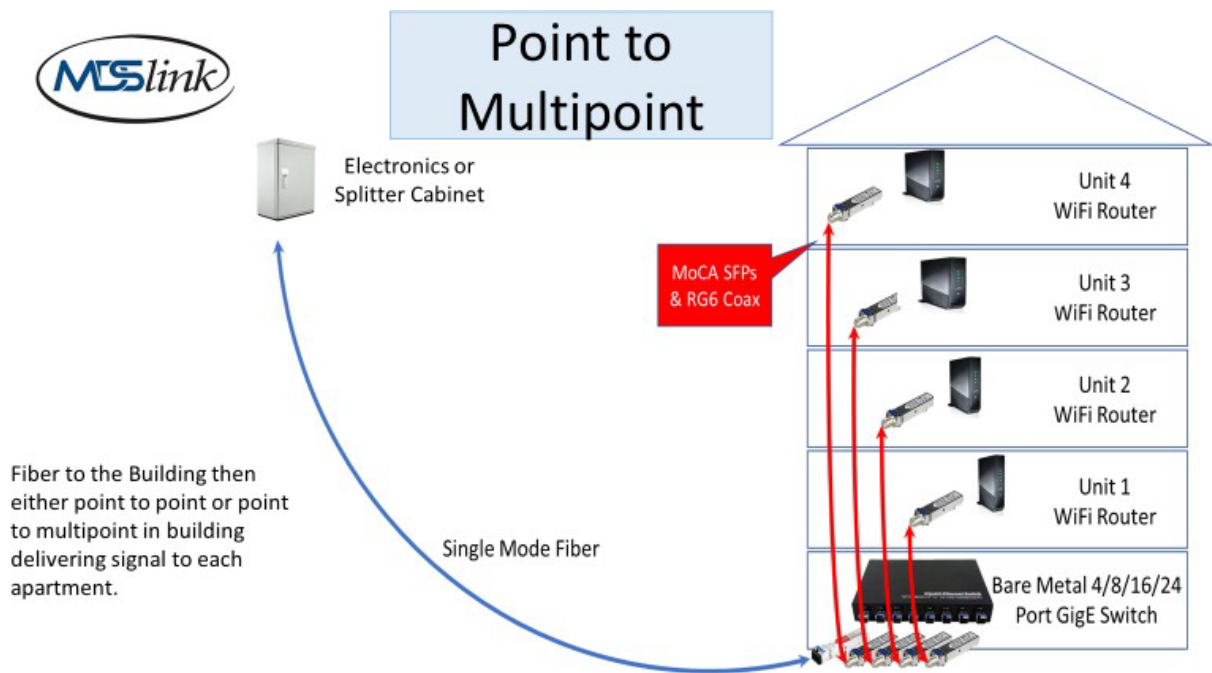 MDSlink
Point to
Multipoint
Electronics or
Splitter Cabinet
Unit 4
WiFi Router
MoCA SFPs
& RG6 Coax
Unit 3
WiFi Router
Unit 2
WiFi Router
Fiber to the Building then
either point to point or point
to multipoint in building
delivering signal to each
apartment.
Unit 1
WiFi Router
Single Mode Fiber
Bare Metal 4/8/16/24
Port GigE Switch